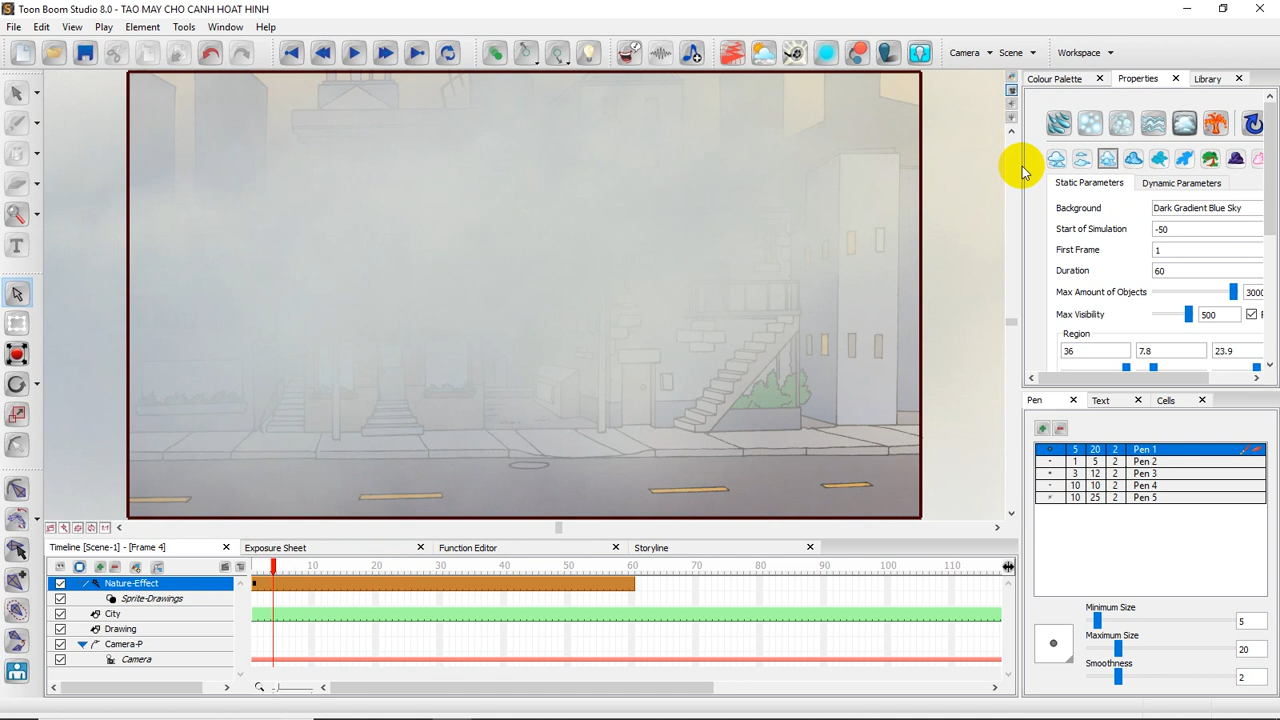 Toon Boom Studio 8.0 - TAO MAY CHO CANH HOAT HINH
File Edit View Play Element Tools Window Help
Camera Scene Workspace
Colour Palette Properties Library
Static Parameters Dynamic Parameters
Background Dark Gradient Blue Sky
Start of Simulation -50
First Frame 1
Duration 60
Max Amount of Objects 3000
Max Visibility 500
Region
36 7.8 23.9
Pen Text Cells
5 20 2 Pen 1
1 5 2 Pen 2
3 12 2 Pen 3
10 10 2 Pen 4
10 25 2 Pen 5
Minimum Size
5
Maximum Size
20
Smoothness
2
Timeline [Scene-1] - [Frame 4] Exposure Sheet Function Editor Storyline
10 20 30 40 50 60 70 80 90 100 110
Nature-Effect
Sprite-Drawings
City
Drawing
Camera-P
Camera